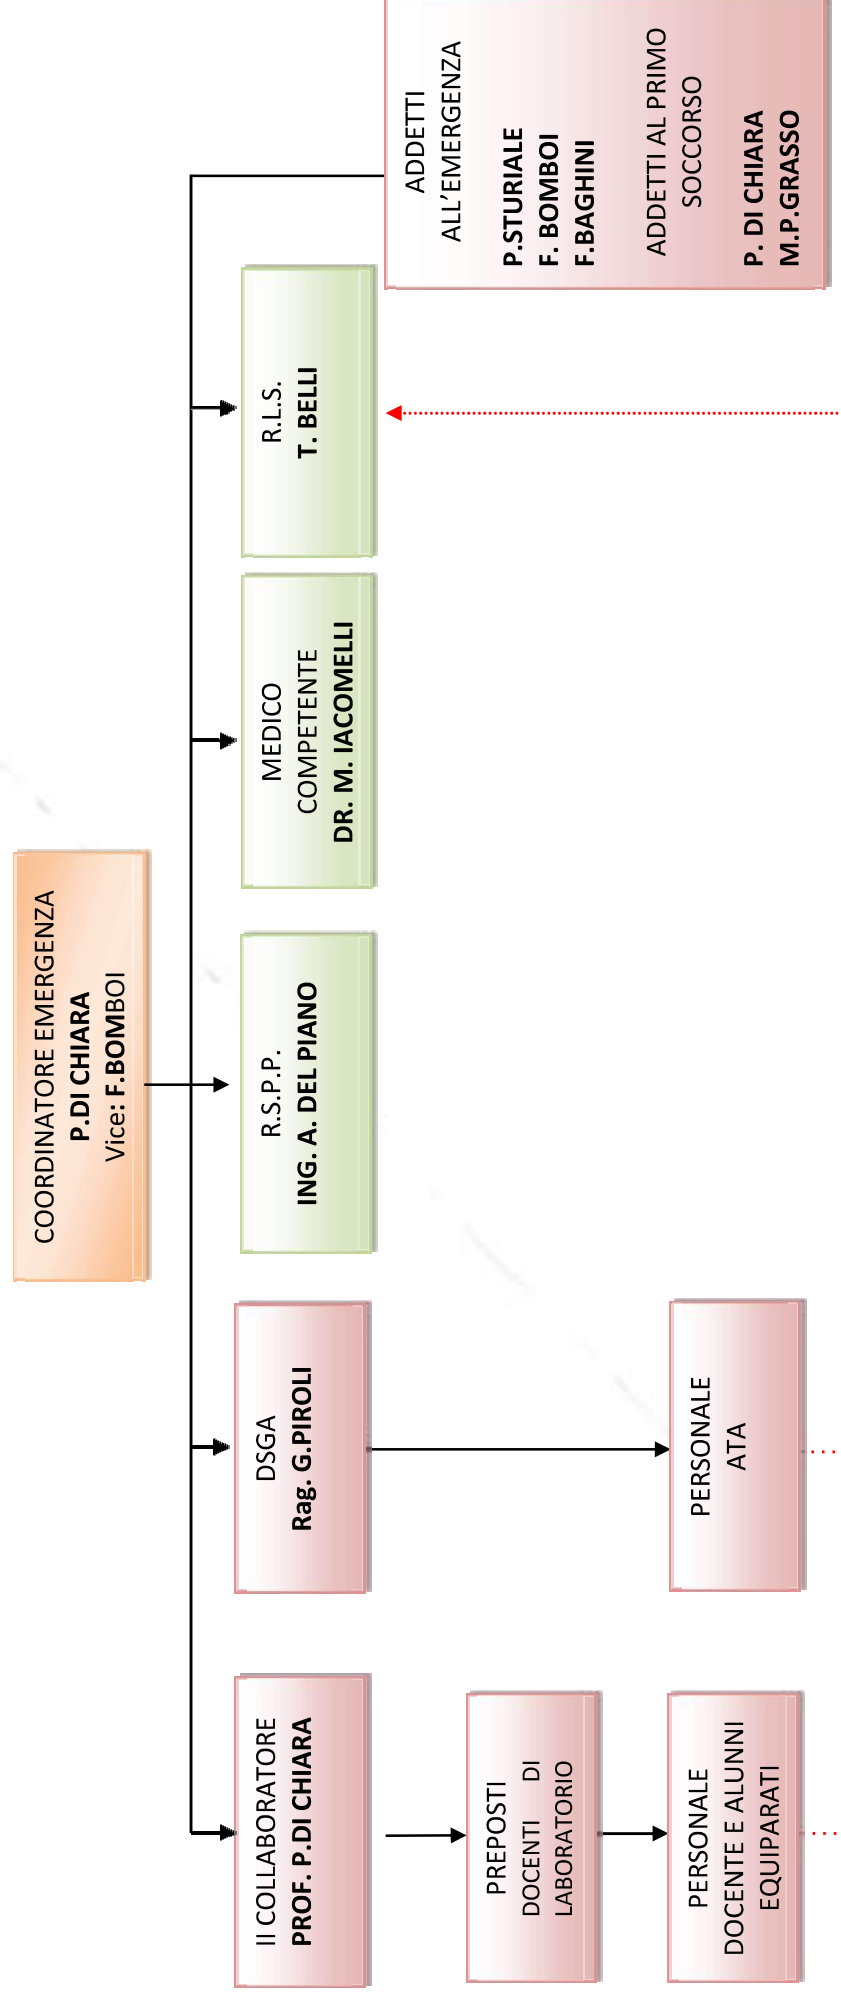 COORDINATORE EMERGENZA
P.DI CHIARA
Vice: F.BOMBOI
II COLLABORATORE
PROF. P.DI CHIARA
DSGA
Rag. G.PIROLI
R.S.P.P.
ING. A. DEL PIANO
MEDICO
COMPETENTE
DR. M. IACOMELLI
R.L.S.
T. BELLI
ADDETTI
ALL’EMERGENZA
P.STURIALE
F. BOMBOI
F.BAGHINI
ADDETTI AL PRIMO
SOCCORSO
P. DI CHIARA
M.P.GRASSO
PREPOSTI
DOCENTI DI
LABORATORIO
PERSONALE
DOCENTE E ALUNNI
EQUIPARATI
PERSONALE
ATA